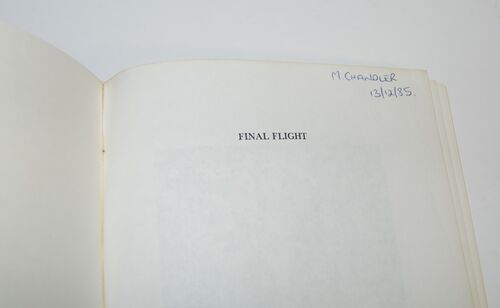 M. CHANDLER
13/12/85.
FINAL FLIGHT